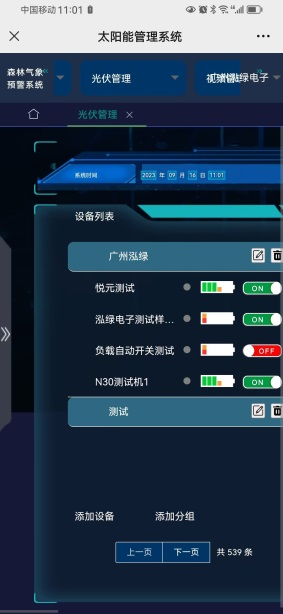 中国移动 11:01
太阳能管理系统
森林气象
预警系统
光伏管理
光伏管理
系统时间 2023 年 09 月 16 日 11:01
设备列表
广州泓绿
悦元测试 ON
泓绿电子测试样... ON
负载自动开关测试 OFF
N30测试机1 ON
测试
添加设备 添加分组
上一页 下一页 共 539 条